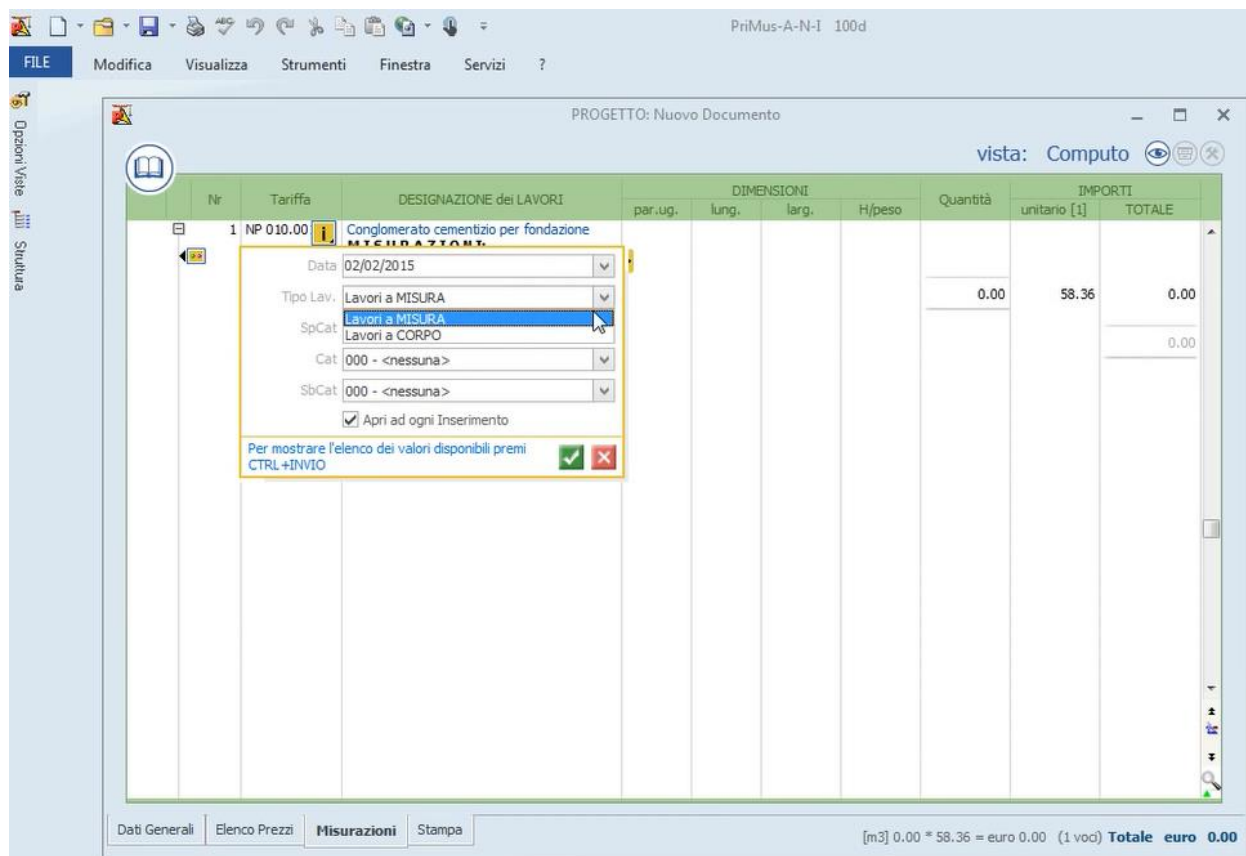 PriMus-A-N-I 100d
FILE Modifica Visualizza Strumenti Finestra Servizi ?
Opzioni Viste
Struttura
PROGETTO: Nuovo Documento
vista: Computo
Nr Tariffa DESIGNAZIONE dei LAVORI DIMENSIONI Quantità IMPORTI
par.ug. lung. larg. H/peso unitario [1] TOTALE
1 NP 010.00 i Conglomerato cementizio per fondazione
MISURAZIONI:
Data 02/02/2015
Tipo Lav. Lavori a MISURA 0.00 58.36 0.00
Lavori a MISURA
SpCat Lavori a CORPO 0.00
Cat 000 - <nessuna>
SbCat 000 - <nessuna>
Apri ad ogni Inserimento
Per mostrare l'elenco dei valori disponibili premi
CTRL+INVIO
Dati Generali Elenco Prezzi Misurazioni Stampa
[m3] 0.00 * 58.36 = euro 0.00 (1 voci) Totale euro 0.00